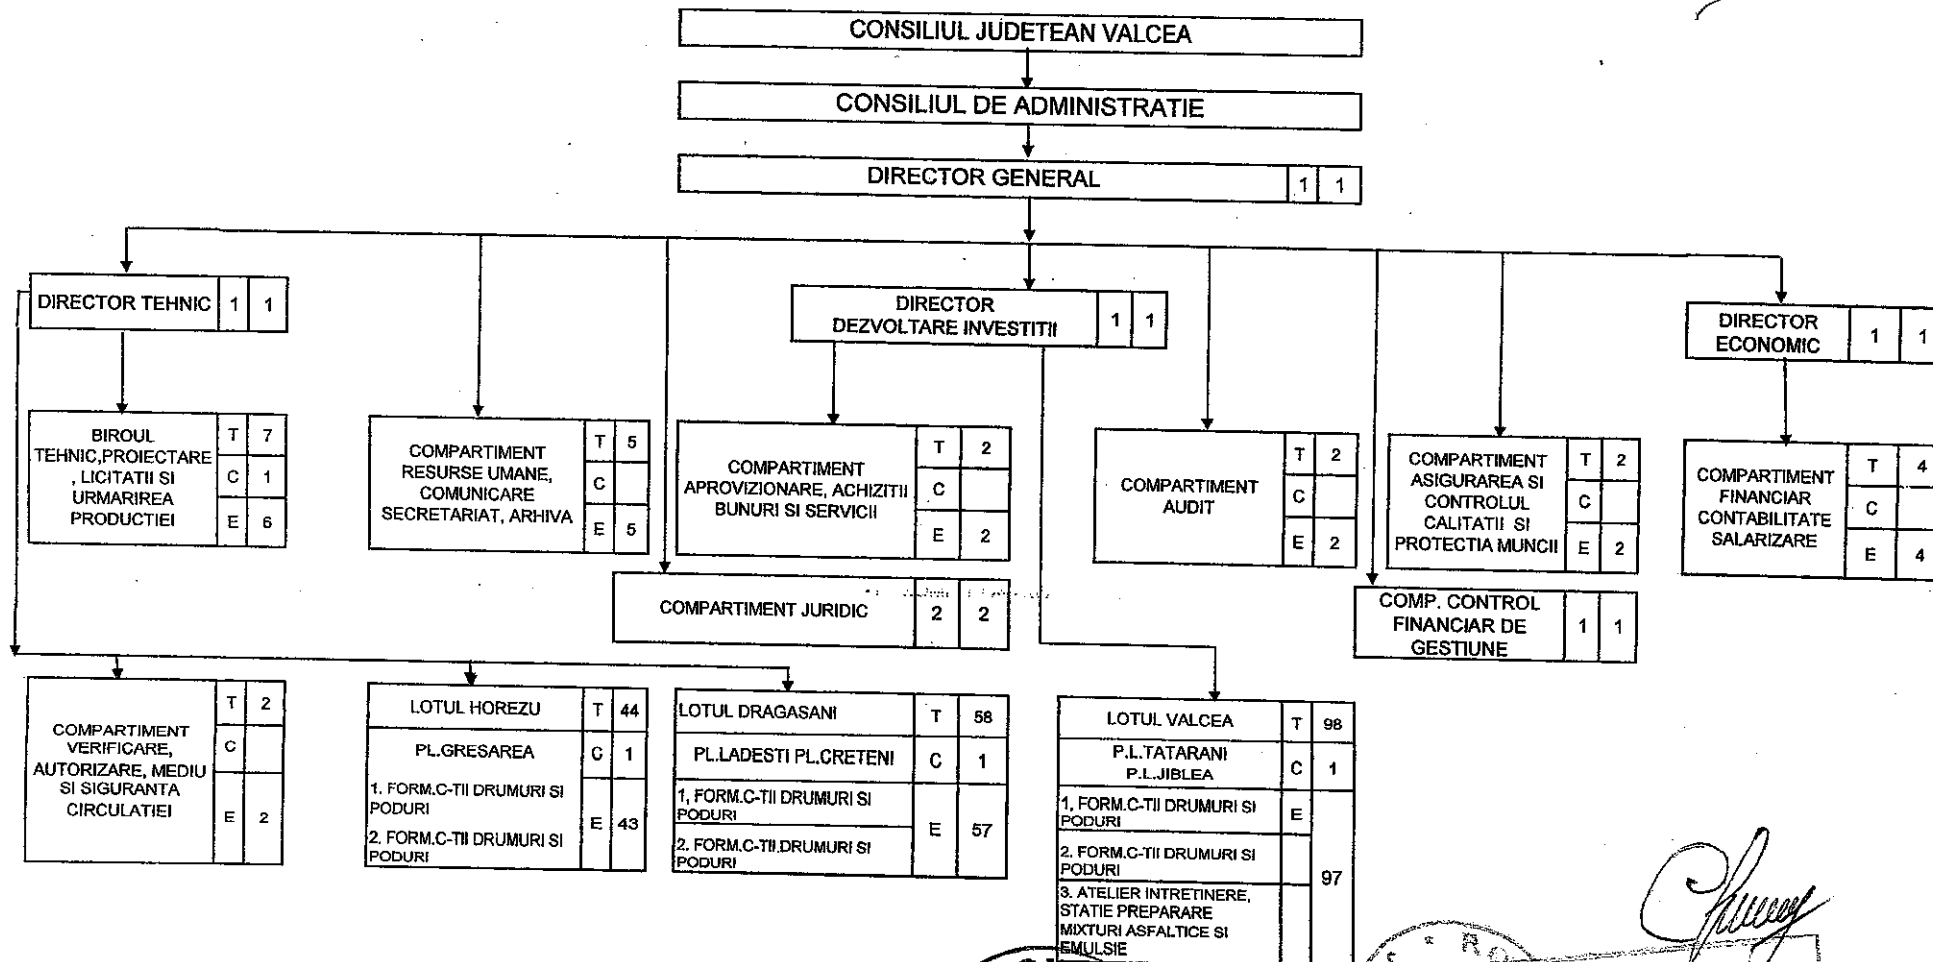 CONSILIUL JUDETEAN VALCEA
CONSILIUL DE ADMINISTRATIE
DIRECTOR GENERAL 1 1
DIRECTOR TEHNIC 1 1
DIRECTOR
DEZVOLTARE INVESTITII
1 1
DIRECTOR
ECONOMIC
1 1
BIROUL
TEHNIC,PROIECTARE
, LICITATII SI
URMARIREA
PRODUCTIEI
T 7
C 1
E 6
COMPARTIMENT
RESURSE UMANE,
COMUNICARE
SECRETARIAT, ARHIVA
T 5
C
E 5
COMPARTIMENT
APROVIZIONARE, ACHIZITII
BUNURI SI SERVICII
T 2
C
E 2
COMPARTIMENT
AUDIT
T 2
C
E 2
COMPARTIMENT
ASIGURAREA SI
CONTROLUL
CALITATII SI
PROTECTIA MUNCII
T 2
C
E 2
COMPARTIMENT
FINANCIAR
CONTABILITATE
SALARIZARE
T 4
C
E 4
COMPARTIMENT JURIDIC 2 2
COMP. CONTROL
FINANCIAR DE
GESTIUNE
1 1
COMPARTIMENT
VERIFICARE,
AUTORIZARE, MEDIU
SI SIGURANTA
CIRCULATIEI
T 2
C
E 2
LOTUL HOREZU T 44
PL.GRESAREA C 1
1. FORM.C-TII DRUMURI SI
PODURI
2. FORM.C-TII DRUMURI SI
PODURI
E 43
LOTUL DRAGASANI T 58
PL.LADESTI PL.CRETENI C 1
1, FORM.C-TII DRUMURI SI
PODURI
2. FORM.C-TII.DRUMURI SI
PODURI
E 57
LOTUL VALCEA T 98
P.L.TATARANI
P.L.JIBLEA
C 1
1, FORM.C-TII DRUMURI SI
PODURI
E
2. FORM.C-TII DRUMURI SI
PODURI
97
3. ATELIER INTRETINERE,
STATIE PREPARARE
MIXTURI ASFALTICE SI
EMULSIE